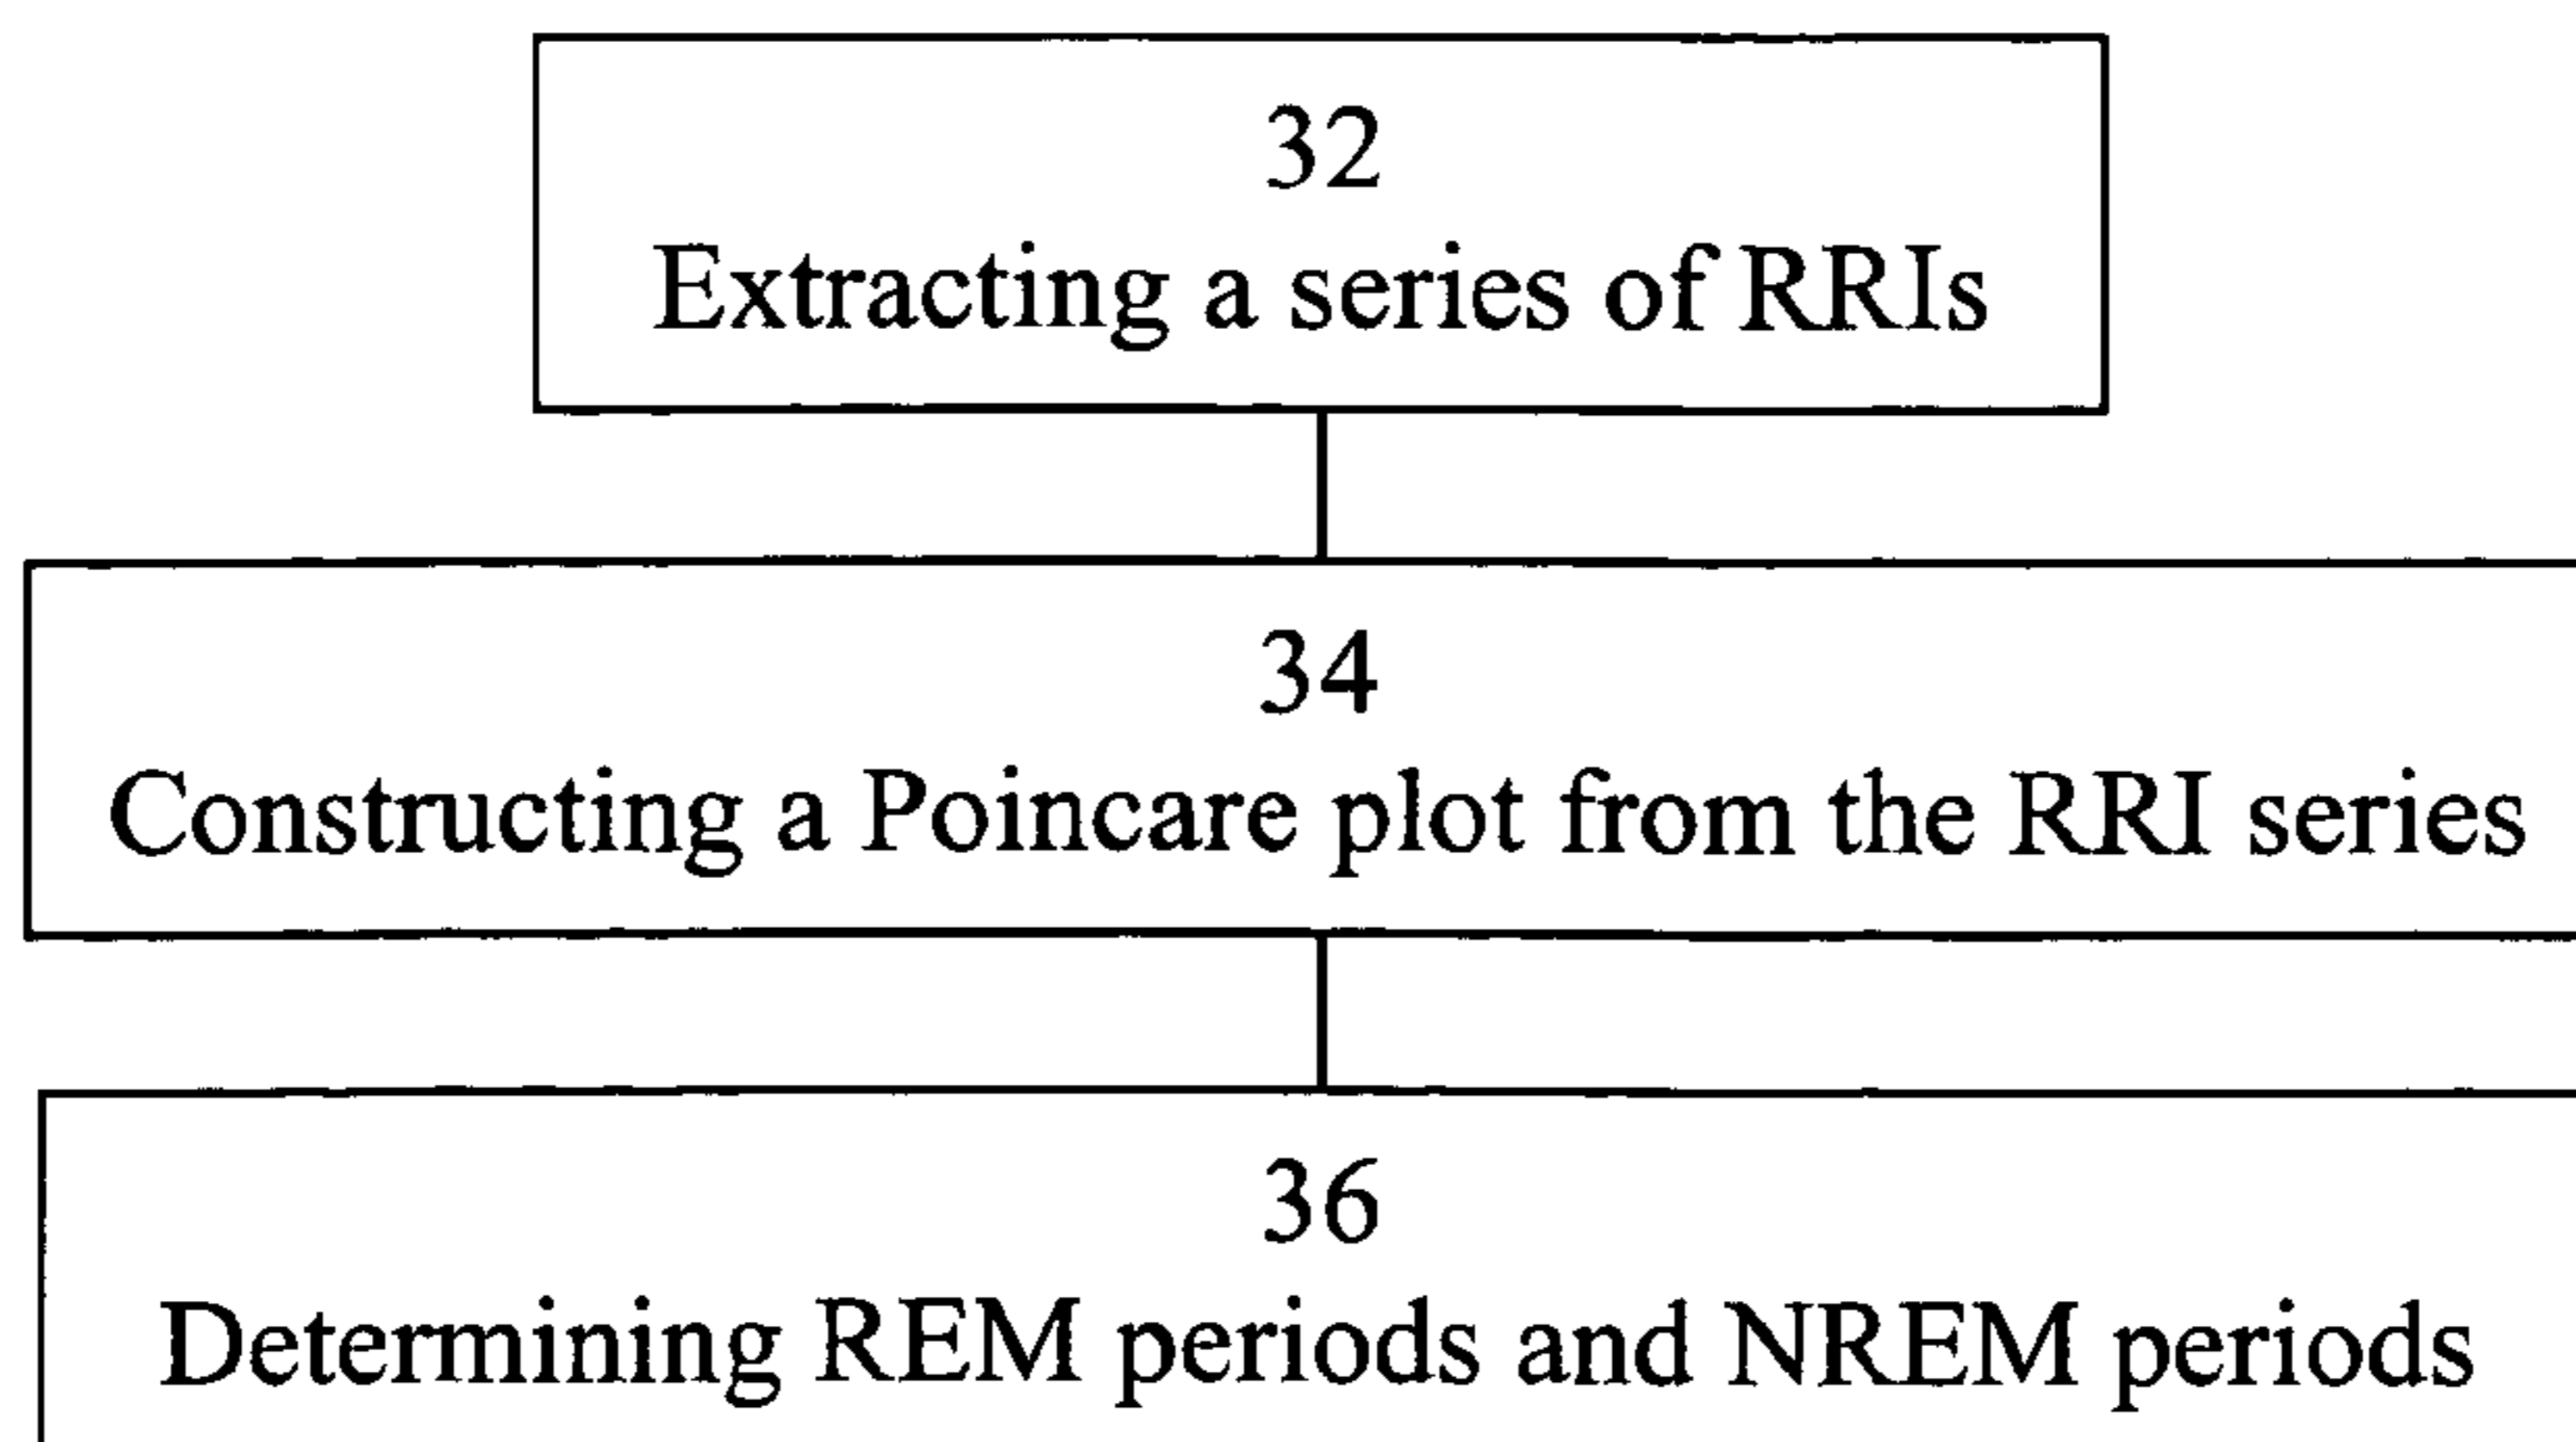 32
Extracting a series of RRIs
34
Constructing a Poincare plot from the RRI series
36
Determining REM periods and NREM periods